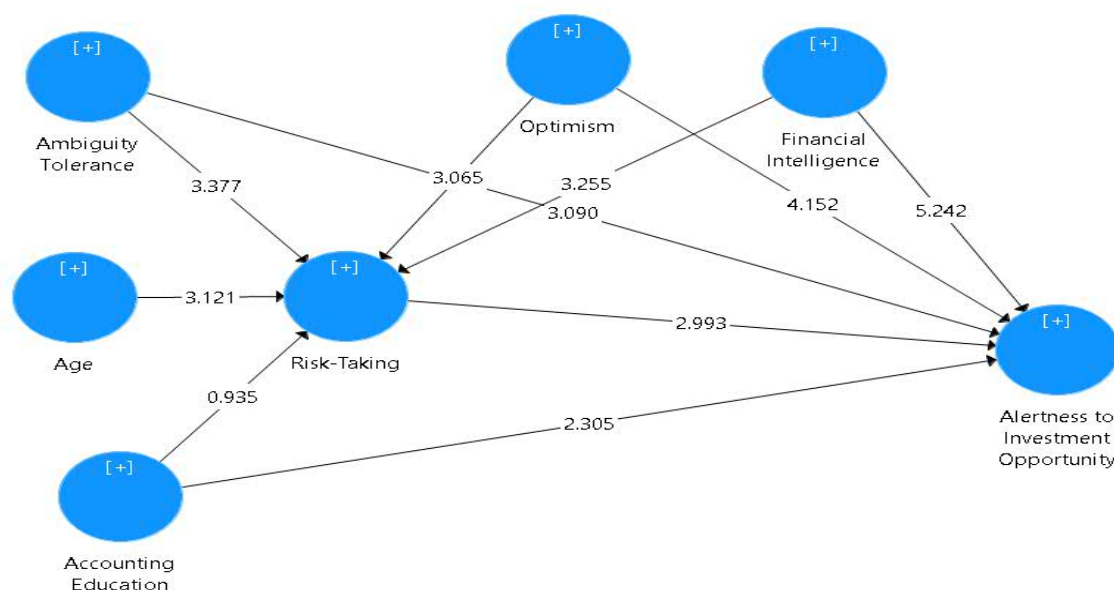 [+]
Ambiguity
Tolerance
[+]
Optimism
[+]
Financial
Intelligence
3.377
3.065
3.255
3.090
4.152
5.242
[+]
Age
3.121
[+]
Risk-Taking
2.993
[+]
Alertness to
Investment
Opportunity
0.935
2.305
[+]
Accounting
Education